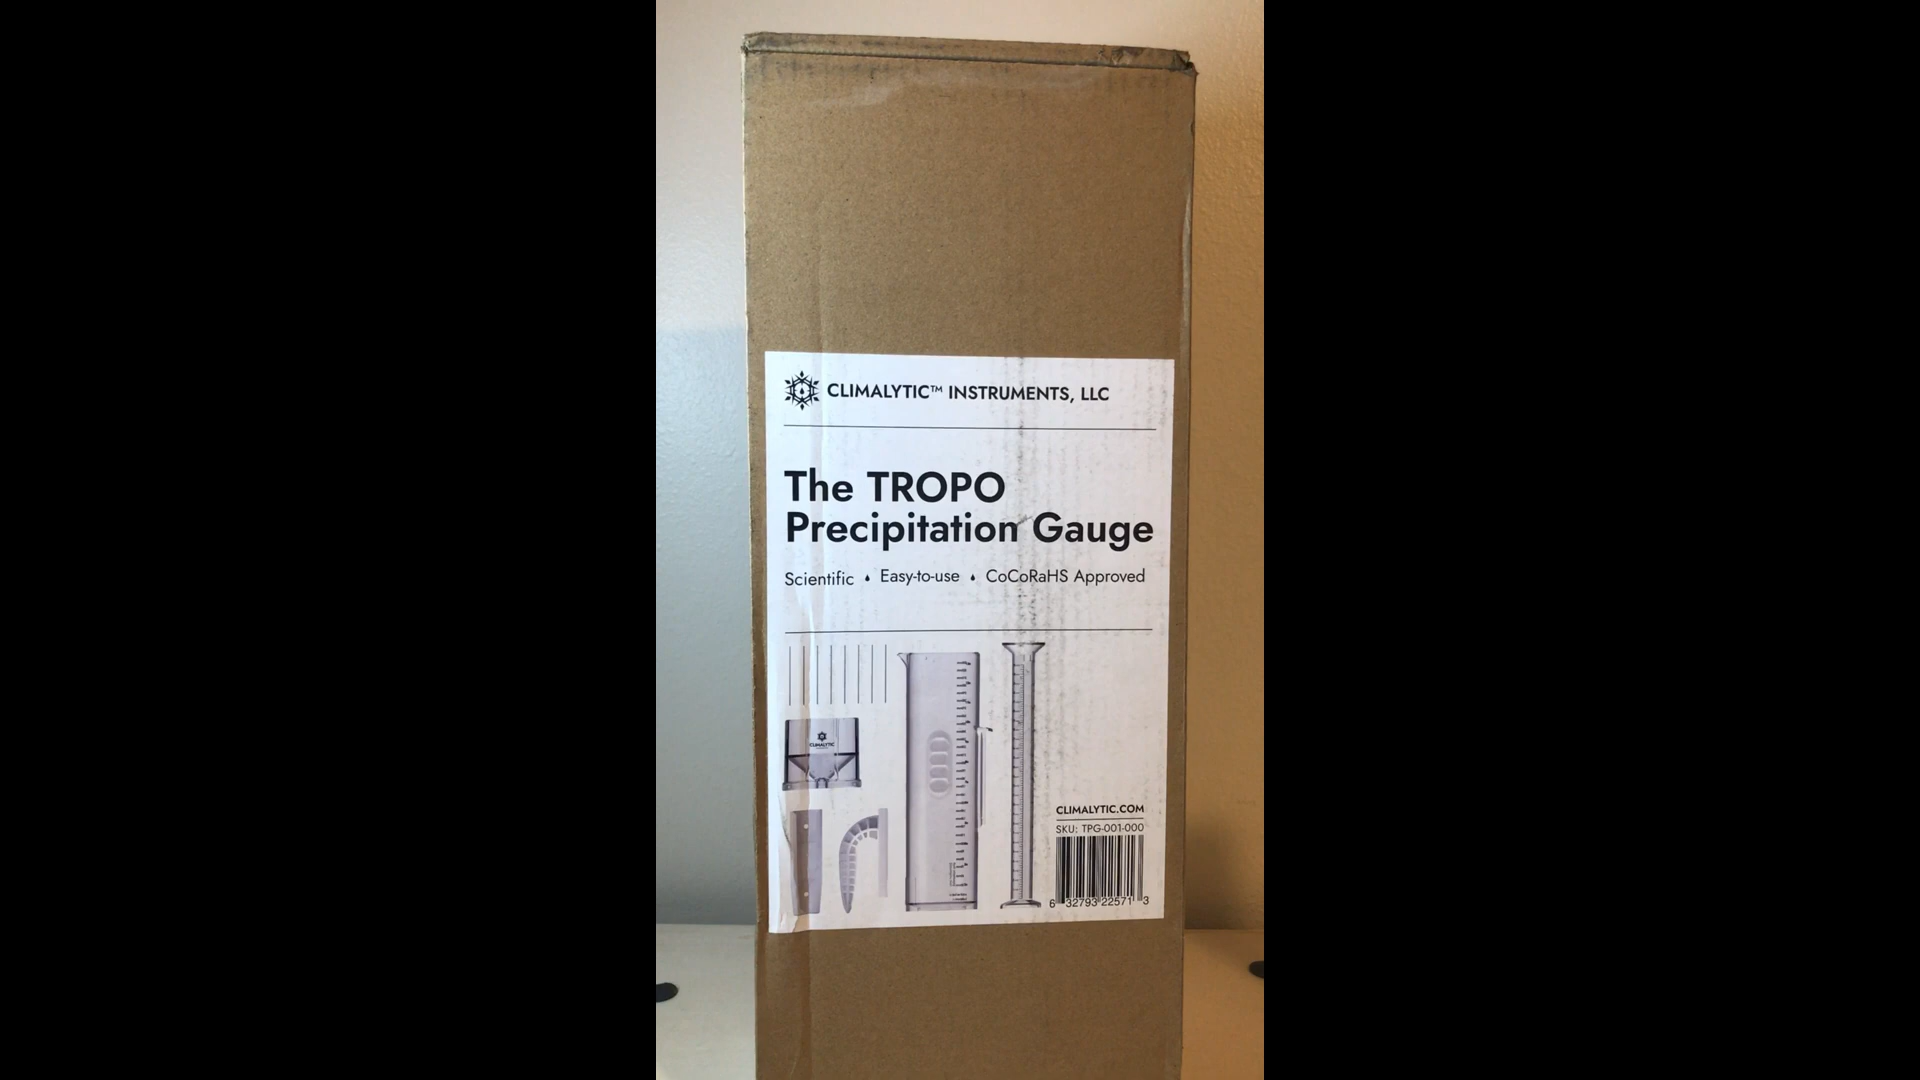 CLIMALYTIC™ INSTRUMENTS, LLC
The TROPO
Precipitation Gauge
Scientific Easy-to-use CoCoRaHS Approved
CLIMALYTIC
CLIMALYTIC.COM
SKU: TPG-001-000
6 32793 22571 3